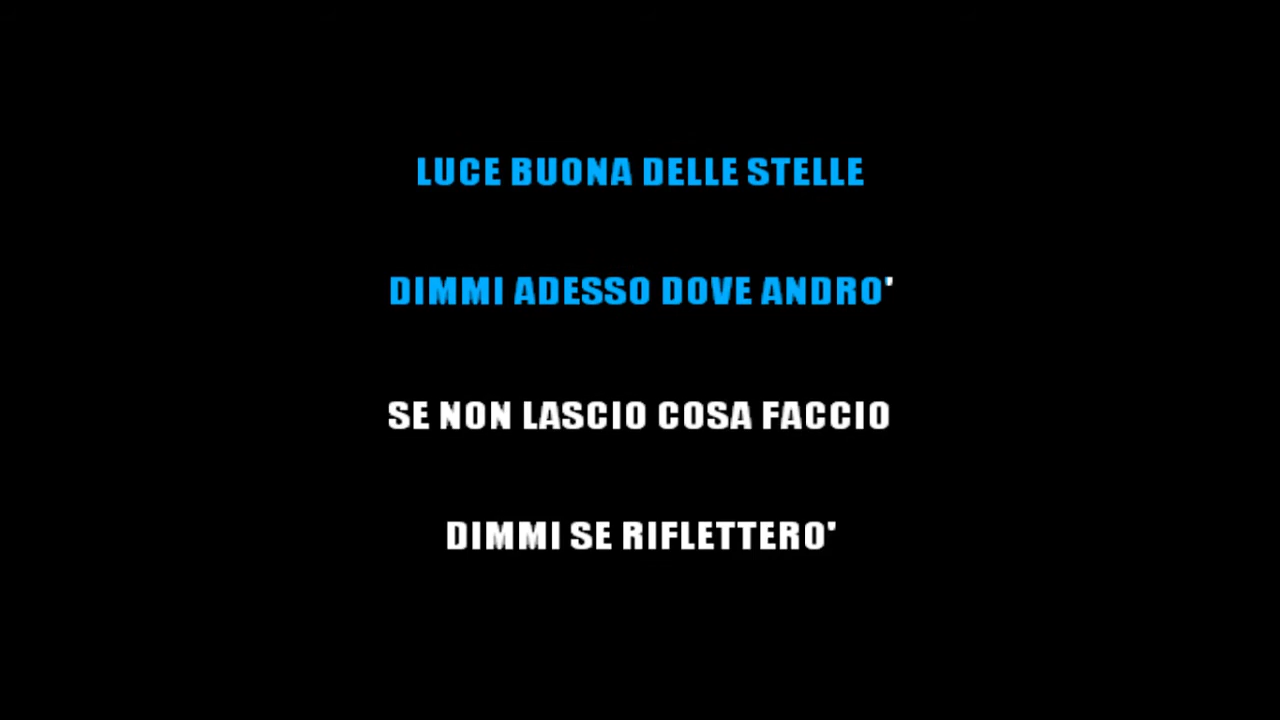 LUCE BUONA DELLE STELLE
DIMMI ADESSO DOVE ANDRO'
SE NON LASCIO COSA FACCIO
DIMMI SE RIFLETTERO'